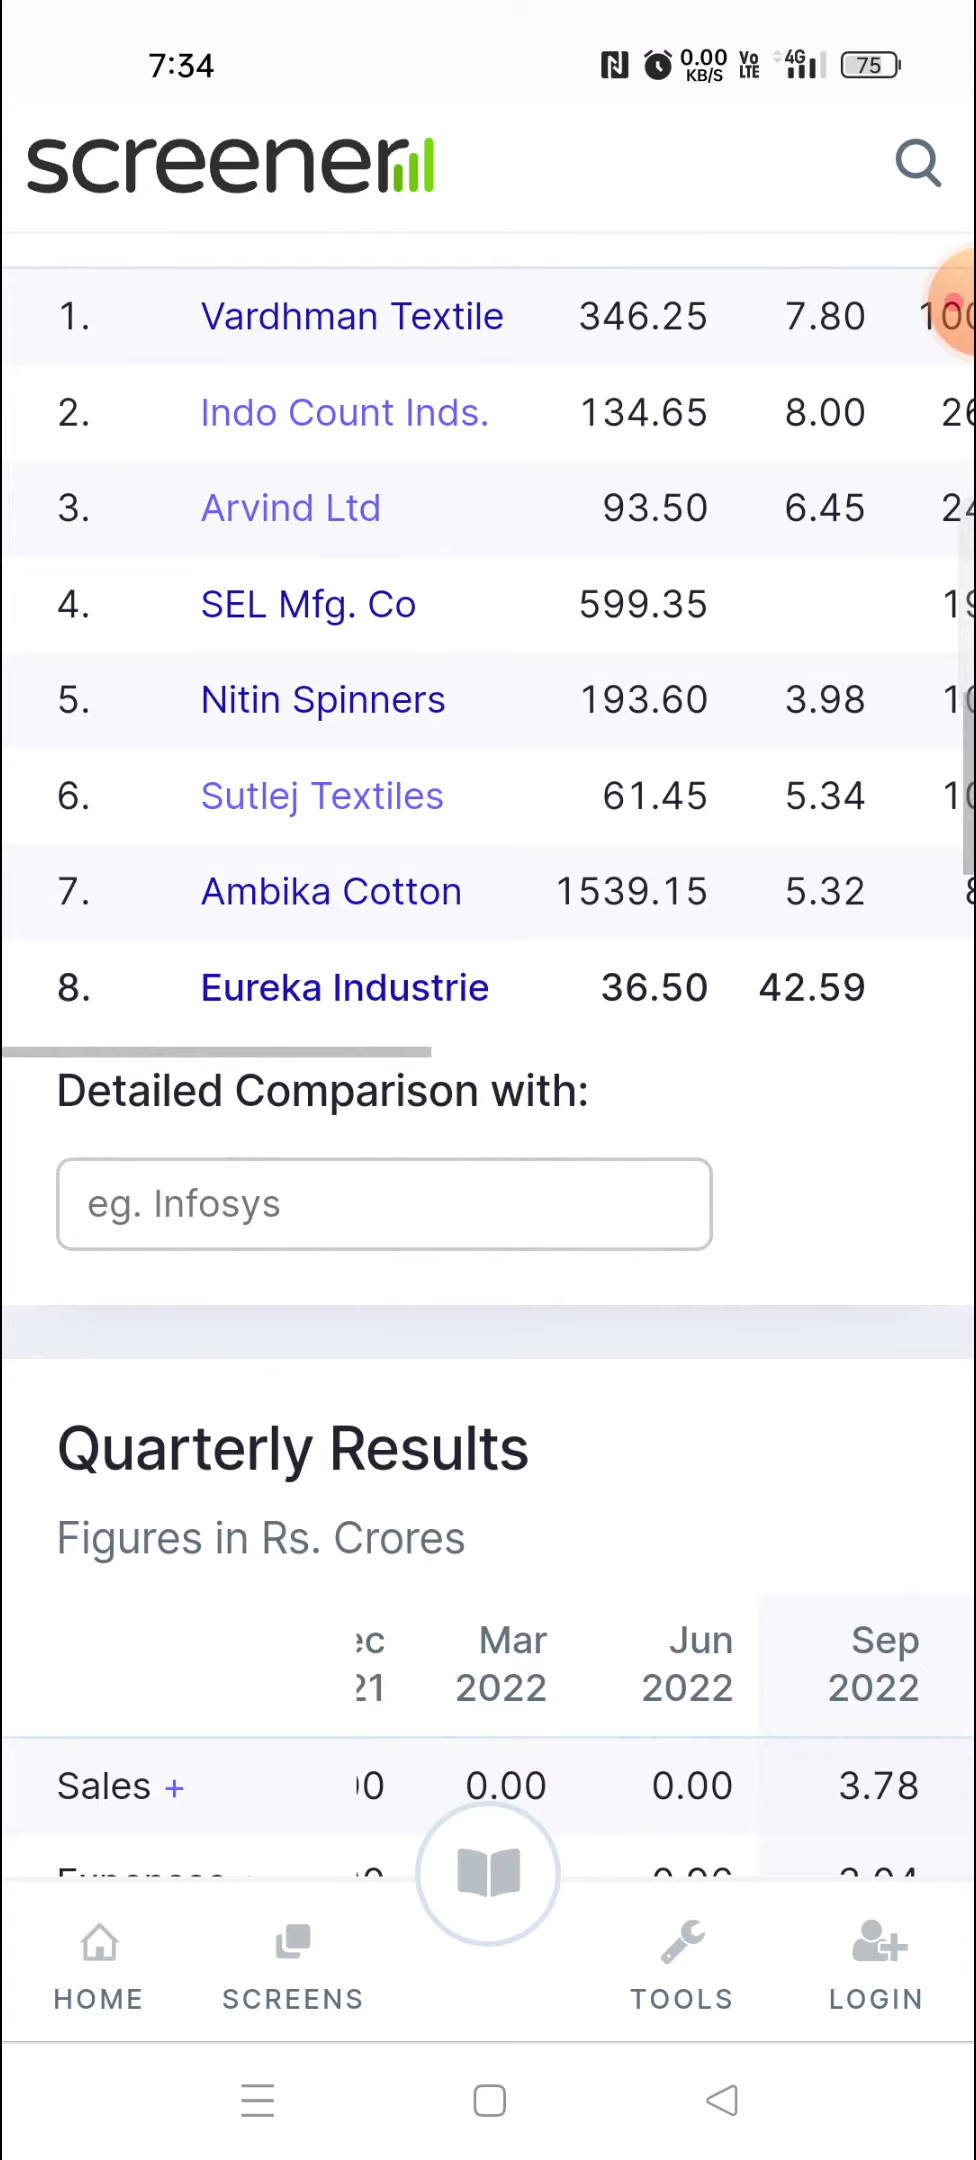 7:34 0.00 KB/S Vo LTE 4G 75
screener
1. Vardhman Textile 346.25 7.80
2. Indo Count Inds. 134.65 8.00
3. Arvind Ltd 93.50 6.45
4. SEL Mfg. Co 599.35
5. Nitin Spinners 193.60 3.98
6. Sutlej Textiles 61.45 5.34
7. Ambika Cotton 1539.15 5.32
8. Eureka Industrie 36.50 42.59
Detailed Comparison with:
eg. Infosys
Quarterly Results
Figures in Rs. Crores
Mar Jun Sep
2022 2022 2022
Sales + 0.00 0.00 3.78
HOME SCREENS TOOLS LOGIN